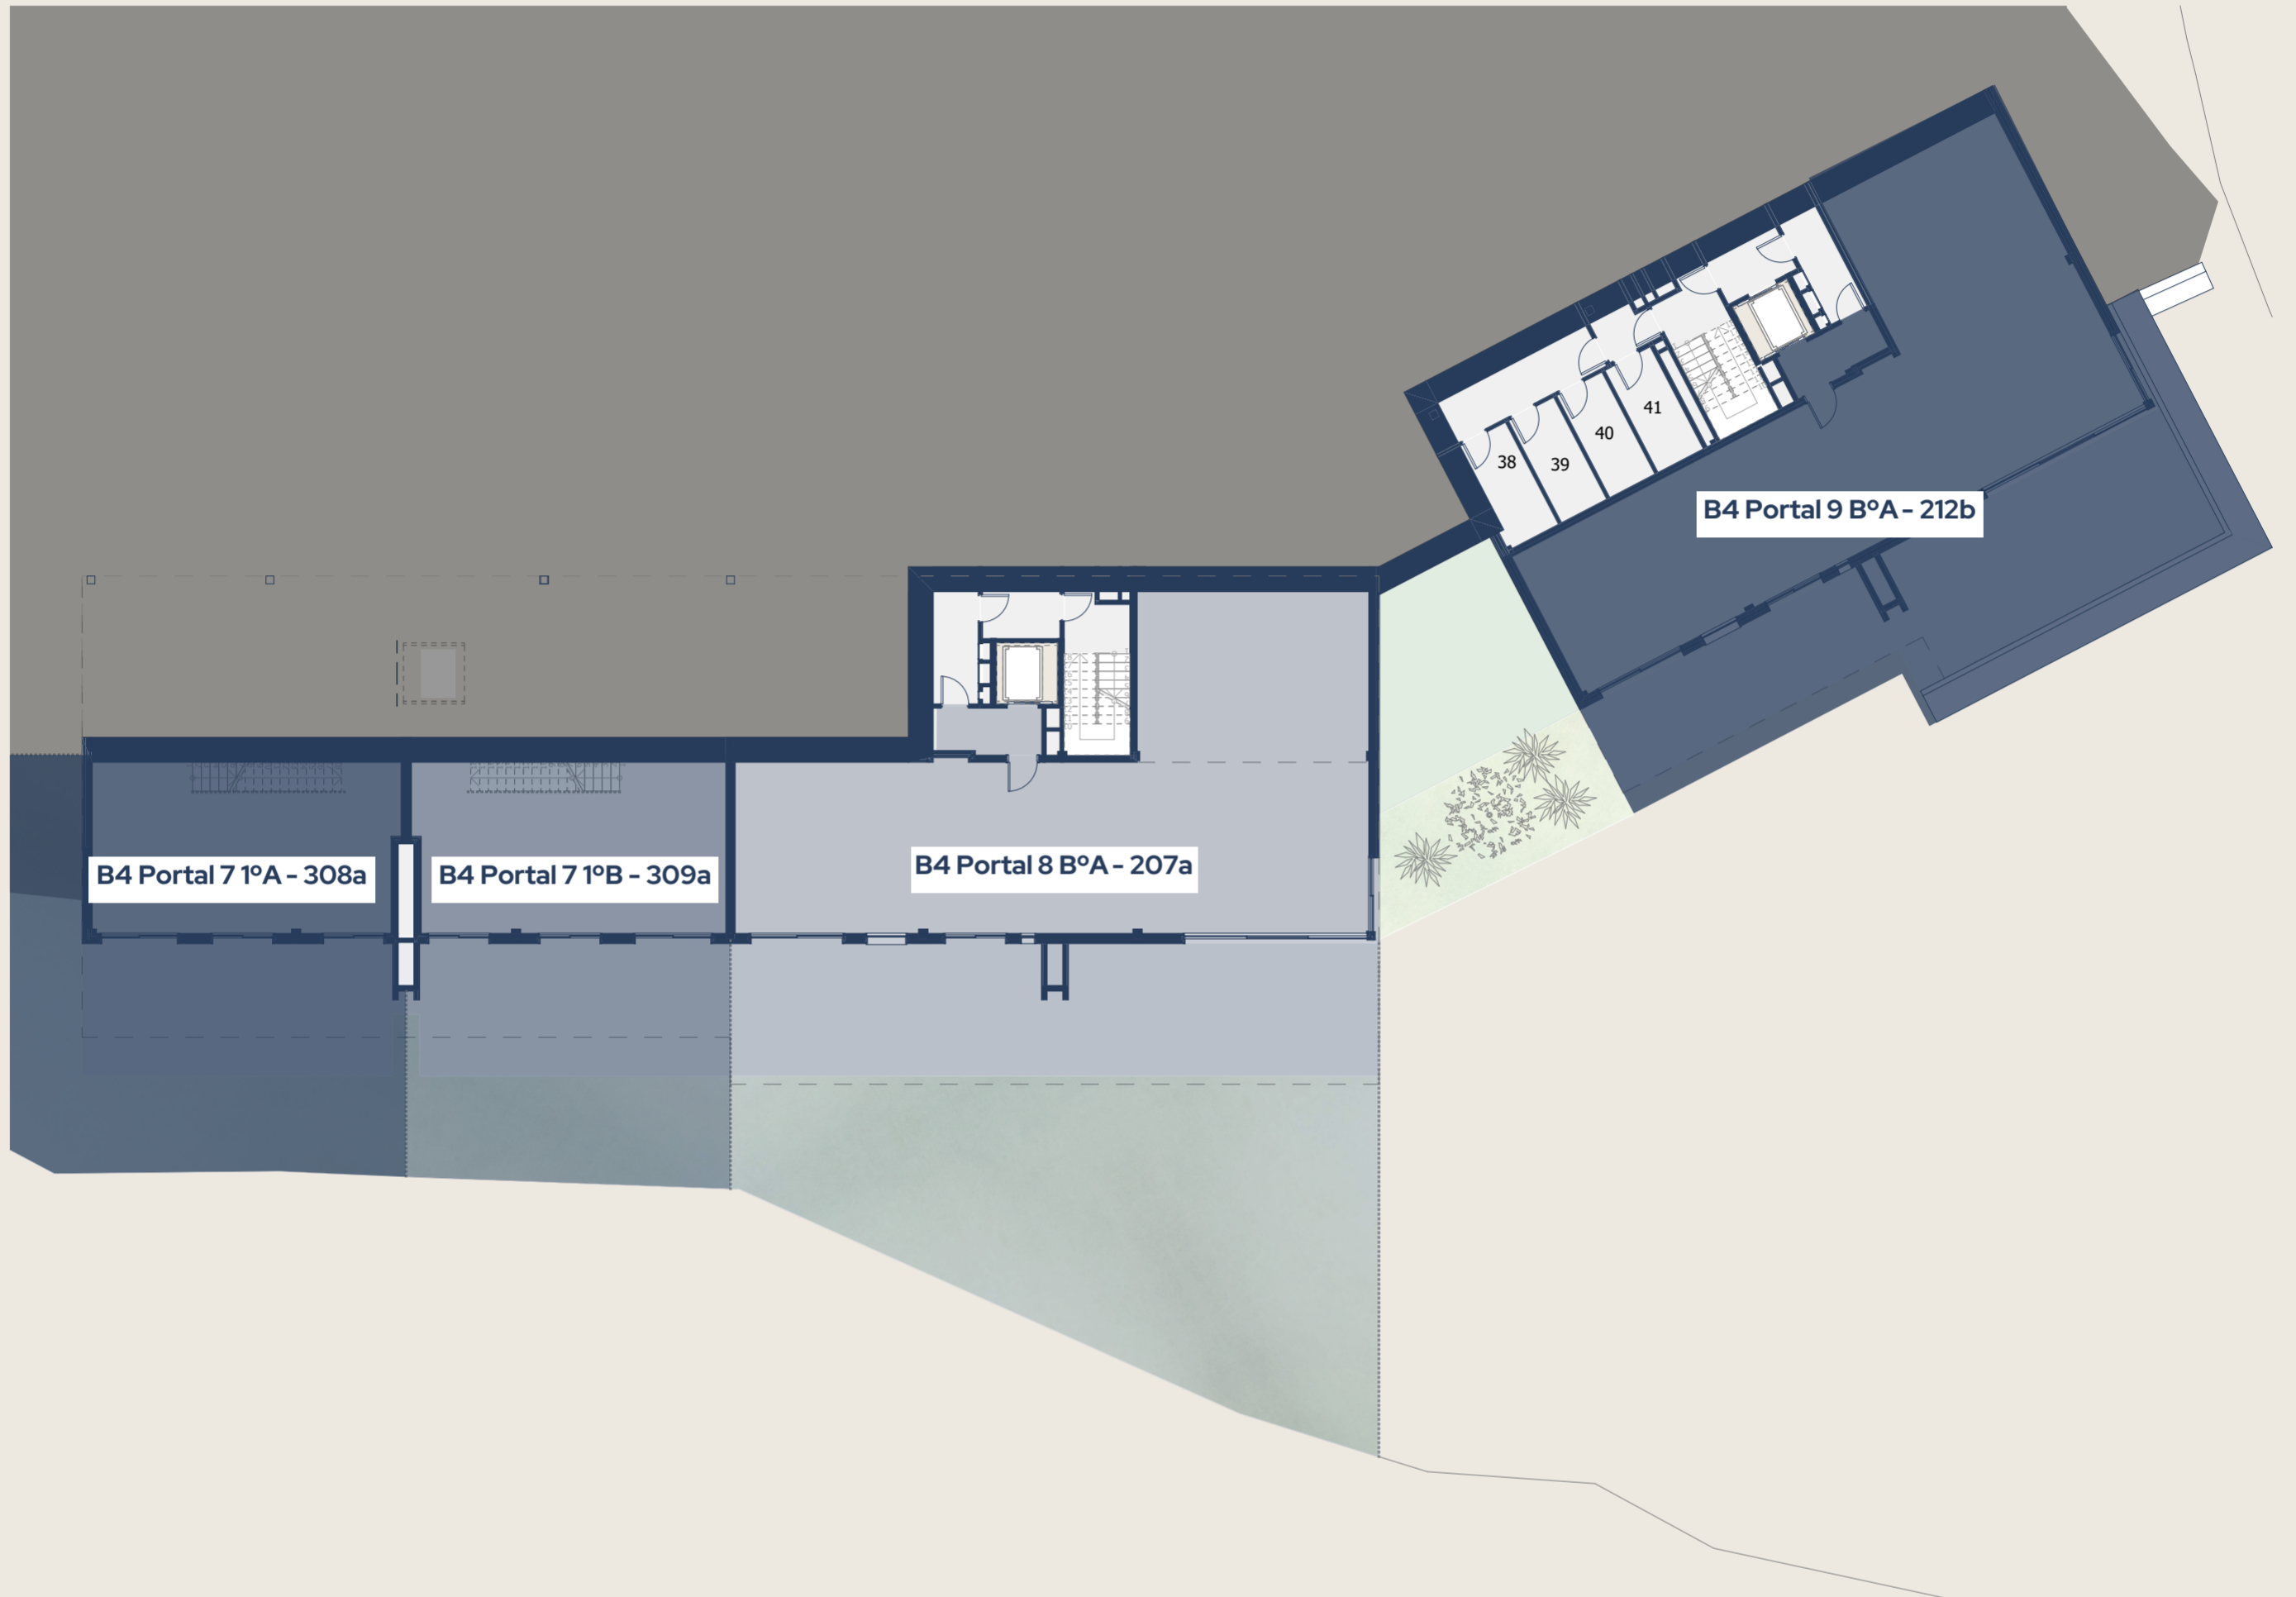 41
40
38
39
B4 Portal 9 BºA - 212b
B4 Portal 7 1ºA - 308a
B4 Portal 7 1ºB - 309a
B4 Portal 8 BºA - 207a